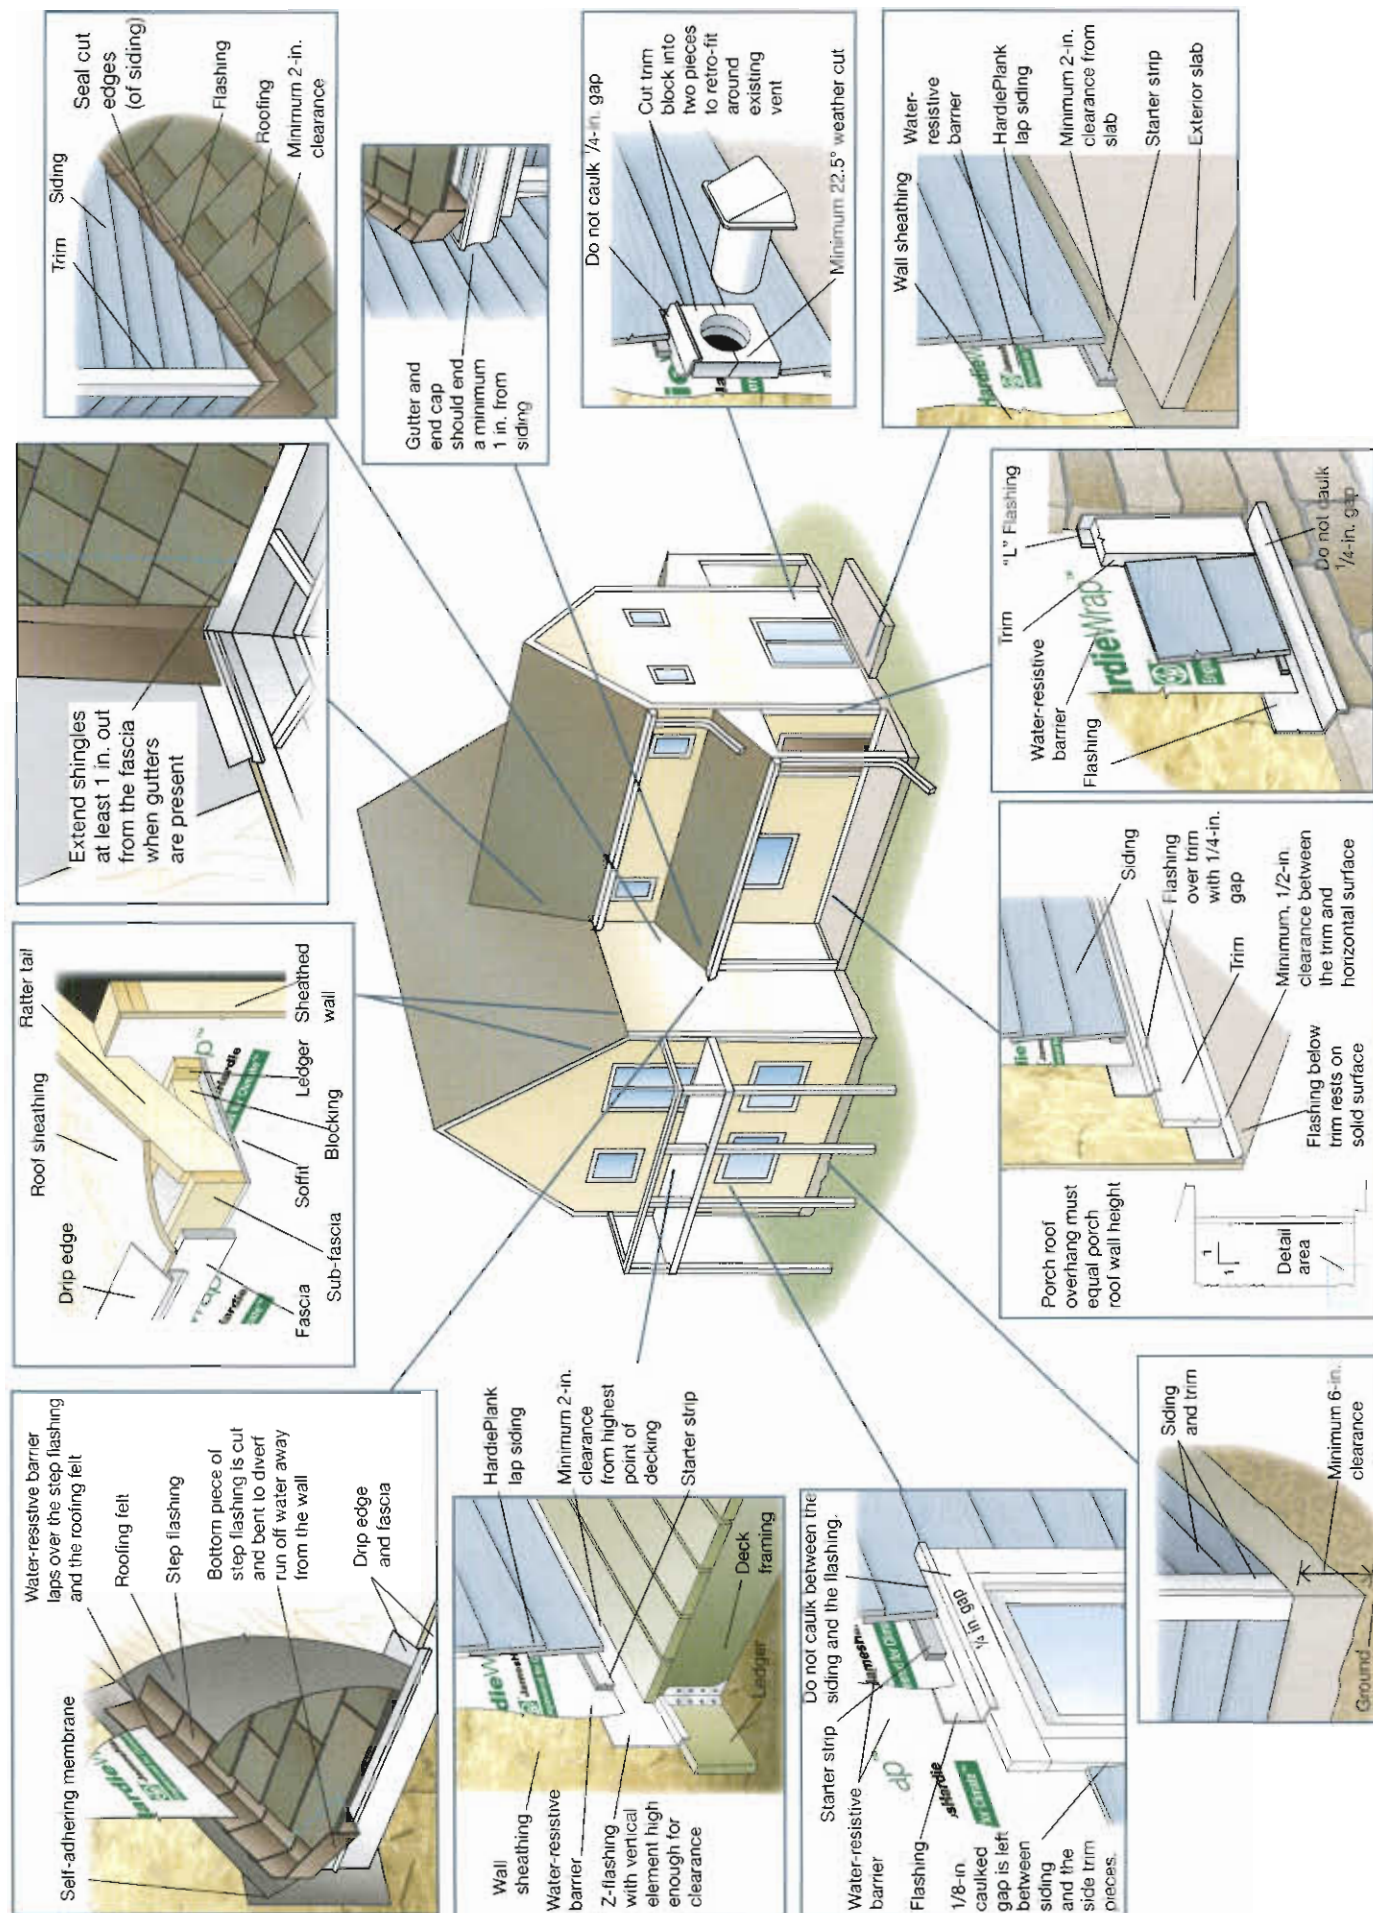 Water-resistive barrier
laps over the step flashing
and the roofing felt
Roofing felt
Step flashing
Bottom piece of
step flashing is cut
and bent to diverf
run off water away
from the wall
Drip edge
and fascia
Self-adhering membrane
Roof sheathing
Ratter tail
Drip edge
Fascia
Sub-fascia
Soffit
Blocking
Ledger
Sheathed
wall
Extend shingles
at least 1 in. out
from the fascia
when gutters
are present
Trim
Siding
Seal cut
edges
(of siding)
Flashing
Roofing
Minimum 2-in.
clearance
HardiePlank
lap siding
Minimum 2-in.
clearance
from highest
point of
decking
Starter strip
Deck
framing
Ledger
Wall
sheathing
Water-resistive
barrier
Z-flashing
with vertical
element high
enough for
clearance
Gutter and
end cap
should end
a minimum
1 in. from
siding
Do not caulk 1/4-in. gap
Cut trim
block into
two pieces
to retro-fit
around
existing
vent
Minimum 22.5° weather cut
Do not caulk between the
siding and the flashing.
Starter strip
Water-resistive
barrier
Flashing
1/8-in
caulked
gap is left
between
siding
and the
side trim
pieces.
¼ in. gap
Siding
and trim
Minimum 6-in.
clearance
Ground
Porch roof
overhang must
equal porch
roof wall height
1
1
Detail
area
Siding
Flashing
over trim
with 1/4-in.
gap
Trim
Minimum, 1/2-in.
clearance between
the trim and
horizontal surface
Flashing below
trim rests on
solid surface
"L" Flashing
Trim
Water-resistive
barrier
Flashing
ardieWrap™
Do not caulk
1/4-in. gap
Wall sheathing
Water-
resistive
barrier
HardiePlank
lap siding
Minimum 2-in.
clearance from
slab
Starter strip
Exterior slab